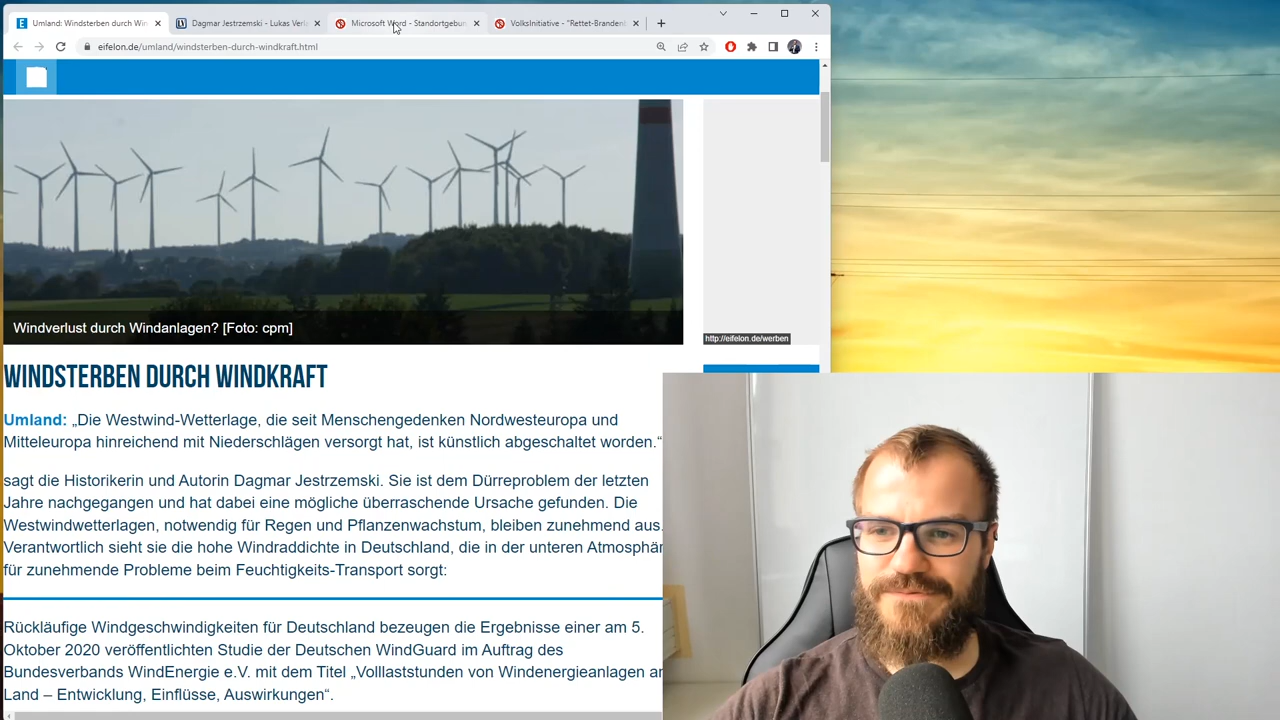 Windsterben durch Win
Dagmar Jestrzemski - Lukas Verl
Microsoft Word - Standortgebun
VolksInitiative - "Rettet-Brandenb
eifelon.de/umland/windsterben-durch-windkraft.html
Windverlust durch Windanlagen? [Foto: cpm]
http://eifelon.de/werben
WINDSTERBEN DURCH WINDKRAFT
Umland: „Die Westwind-Wetterlage, die seit Menschengedenken Nordwesteuropa und
Mitteleuropa hinreichend mit Niederschlägen versorgt hat, ist künstlich abgeschaltet worden.“
sagt die Historikerin und Autorin Dagmar Jestrzemski. Sie ist dem Dürreproblem der letzten
Jahre nachgegangen und hat dabei eine mögliche überraschende Ursache gefunden. Die
Westwindwetterlagen, notwendig für Regen und Pflanzenwachstum, bleiben zunehmend aus.
Verantwortlich sieht sie die hohe Windraddichte in Deutschland, die in der unteren Atmosphär
für zunehmende Probleme beim Feuchtigkeits-Transport sorgt:
Rückläufige Windgeschwindigkeiten für Deutschland bezeugen die Ergebnisse einer am 5.
Oktober 2020 veröffentlichten Studie der Deutschen WindGuard im Auftrag des
Bundesverbands WindEnergie e.V. mit dem Titel „Volllaststunden von Windenergieanlagen an
Land – Entwicklung, Einflüsse, Auswirkungen“.